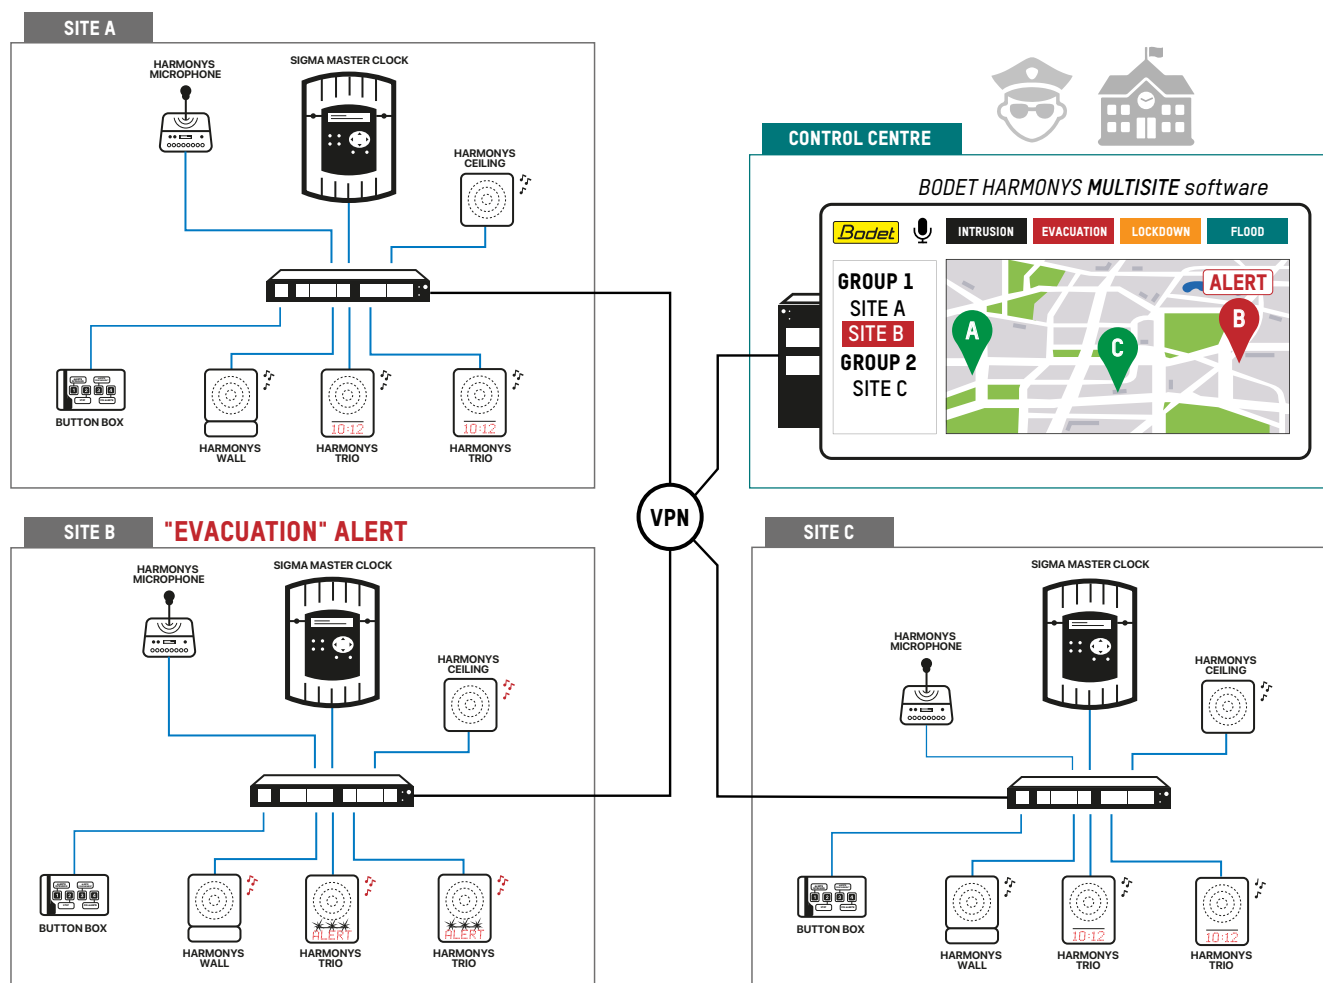 SITE A
HARMONYS
MICROPHONE
SIGMA MASTER CLOCK
HARMONYS
CEILING
BUTTON BOX
HARMONYS
WALL
10:12
HARMONYS
TRIO
10:12
HARMONYS
TRIO
CONTROL CENTRE
BODET HARMONYS MULTISITE software
Bodet
INTRUSION
EVACUATION
LOCKDOWN
FLOOD
GROUP 1
SITE A
SITE B
GROUP 2
SITE C
ALERT
A
B
C
VPN
SITE B
"EVACUATION" ALERT
HARMONYS
MICROPHONE
SIGMA MASTER CLOCK
HARMONYS
CEILING
BUTTON BOX
HARMONYS
WALL
ALERT
HARMONYS
TRIO
ALERT
HARMONYS
TRIO
SITE C
SIGMA MASTER CLOCK
HARMONYS
MICROPHONE
HARMONYS
CEILING
BUTTON BOX
HARMONYS
WALL
10:12
HARMONYS
TRIO
10:12
HARMONYS
TRIO